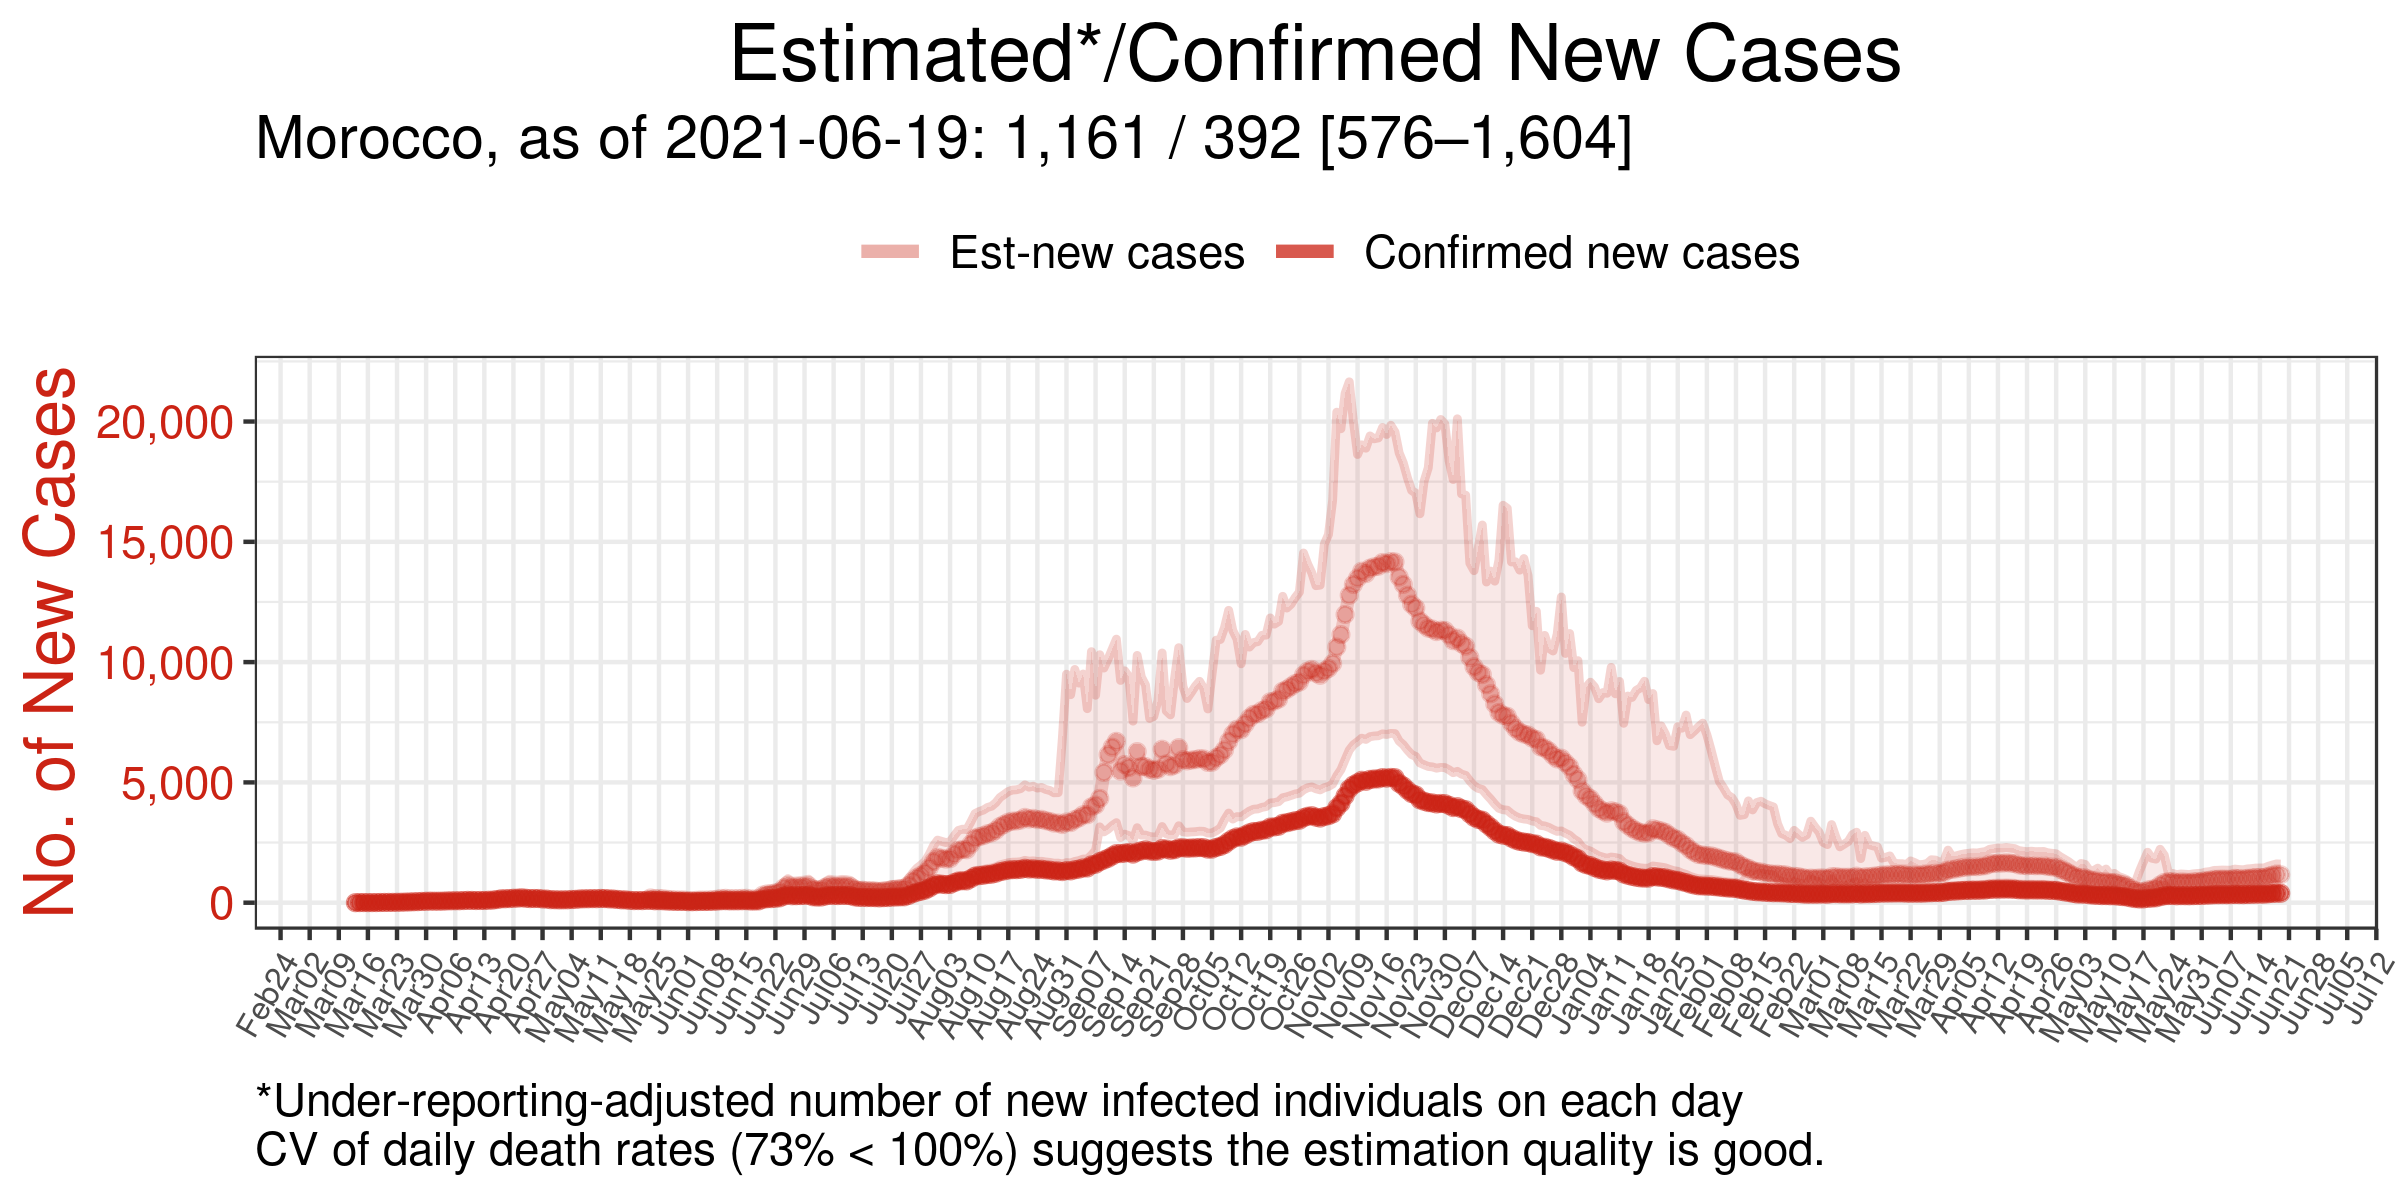 Estimated*/Confirmed New Cases
Morocco, as of 2021-06-19: 1,161 / 392 [576–1,604]
Est-new cases
Confirmed new cases
No. of New Cases
20,000
15,000
10,000
5,000
0
Feb24
Mar02
Mar09
Mar16
Mar23
Mar30
Apr06
Apr13
Apr20
Apr27
May04
May11
May18
May25
Jun01
Jun08
Jun15
Jun22
Jun29
Jul06
Jul13
Jul20
Jul27
Aug03
Aug10
Aug17
Aug24
Aug31
Sep07
Sep14
Sep21
Sep28
Oct05
Oct12
Oct19
Oct26
Nov02
Nov09
Nov16
Nov23
Nov30
Dec07
Dec14
Dec21
Dec28
Jan04
Jan11
Jan18
Jan25
Feb01
Feb08
Feb15
Feb22
Mar01
Mar08
Mar15
Mar22
Mar29
Apr05
Apr12
Apr19
Apr26
May03
May10
May17
May24
May31
Jun07
Jun14
Jun21
Jun28
Jul05
Jul12
*Under-reporting-adjusted number of new infected individuals on each day
CV of daily death rates (73% < 100%) suggests the estimation quality is good.